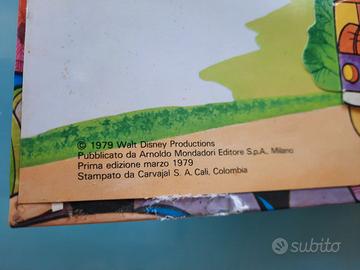 © 1979 Walt Disney Productions
Pubblicato da Arnoldo Mondadori Editore S.p.A., Milano
Prima edizione marzo 1979
Stampato da Carvajal S. A. Cali, Colombia
subito